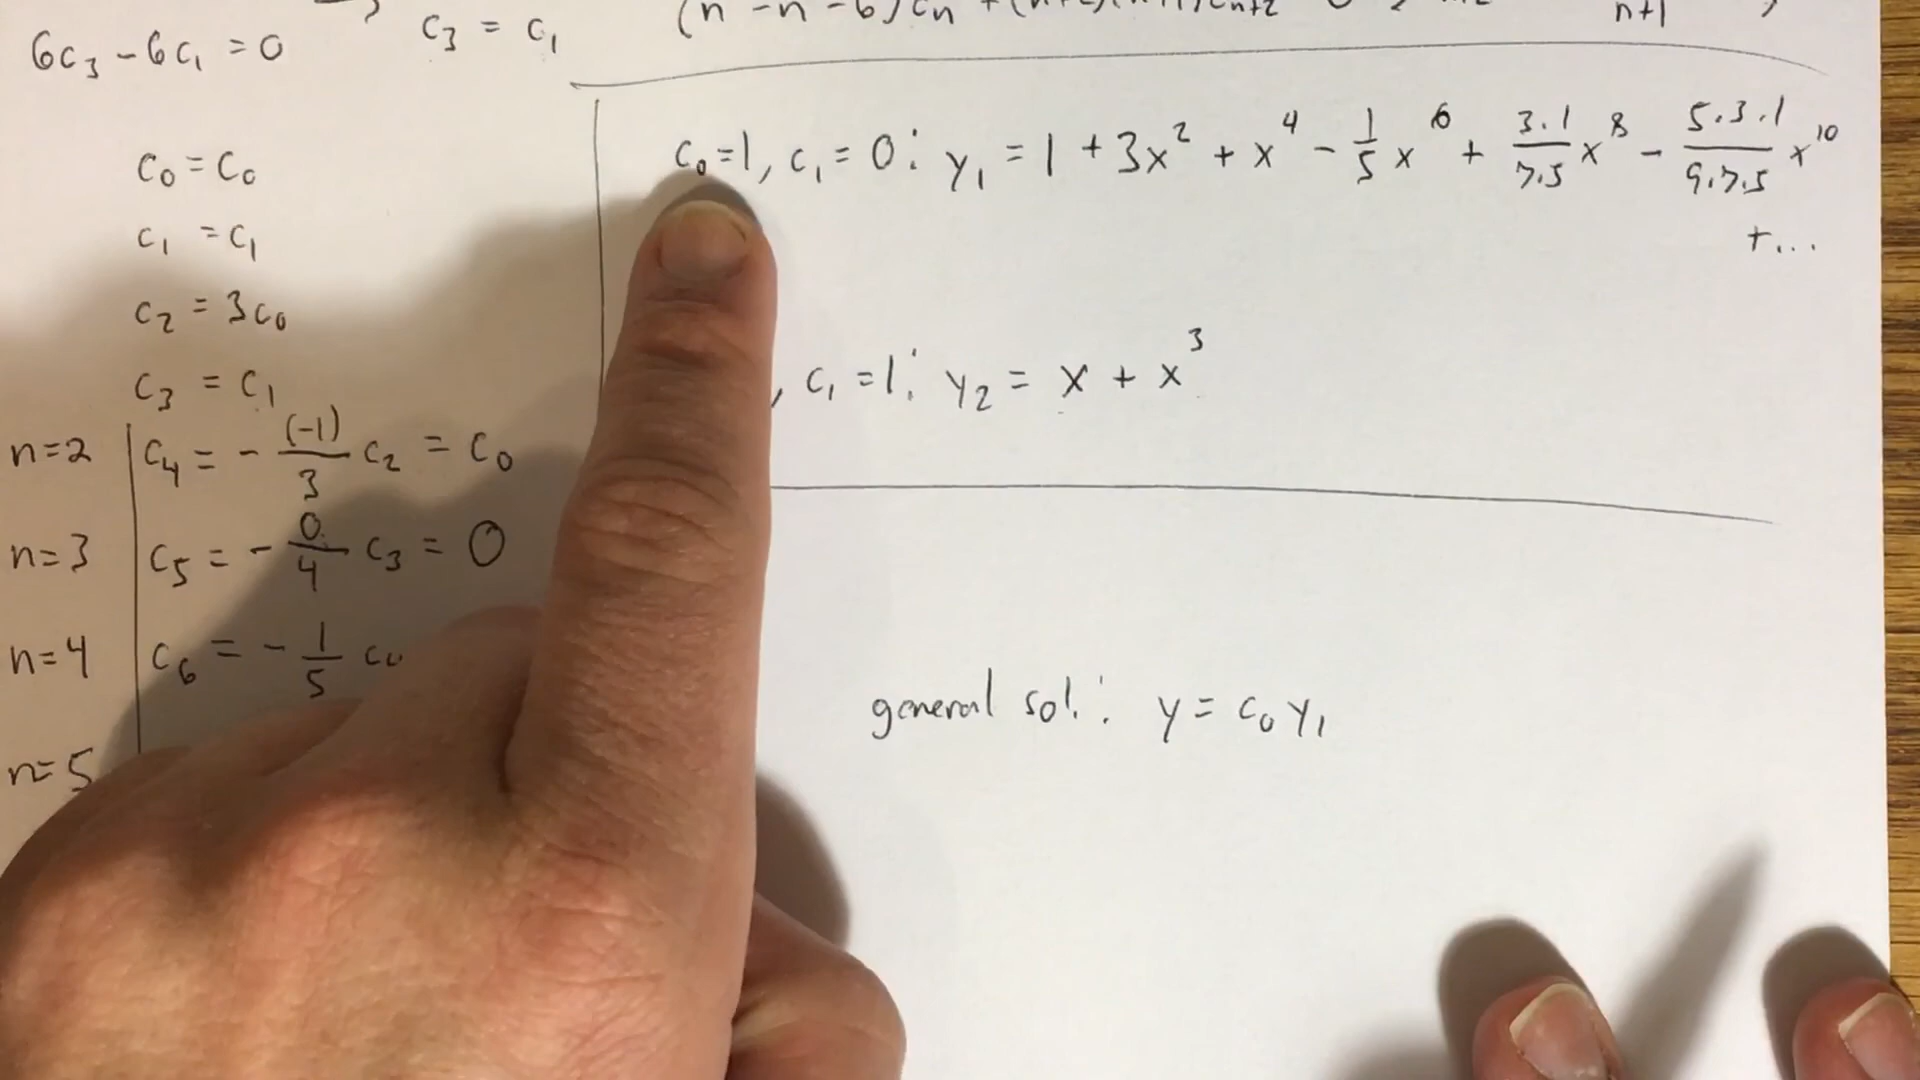 6c₃ - 6c₁ = 0
c₃ = c₁
n+1
c₀ = c₀
c₁ = c₁
c₂ = 3c₀
c₃ = c₁
n=2 c₄ = - (-1)/3 c₂ = c₀
n=3 c₅ = - 0/4 c₃ = 0
n=4 c₆ = - 1/5 c₄
n=5
c₀=1, c₁ = 0: y₁ = 1 + 3x² + x⁴ - 1/5 x⁶ + 3.1/7.5 x⁸ - 5.3.1/9.7.5 x¹⁰
+...
, c₁ = 1: y₂ = x + x³
general sol.: y = c₀y₁